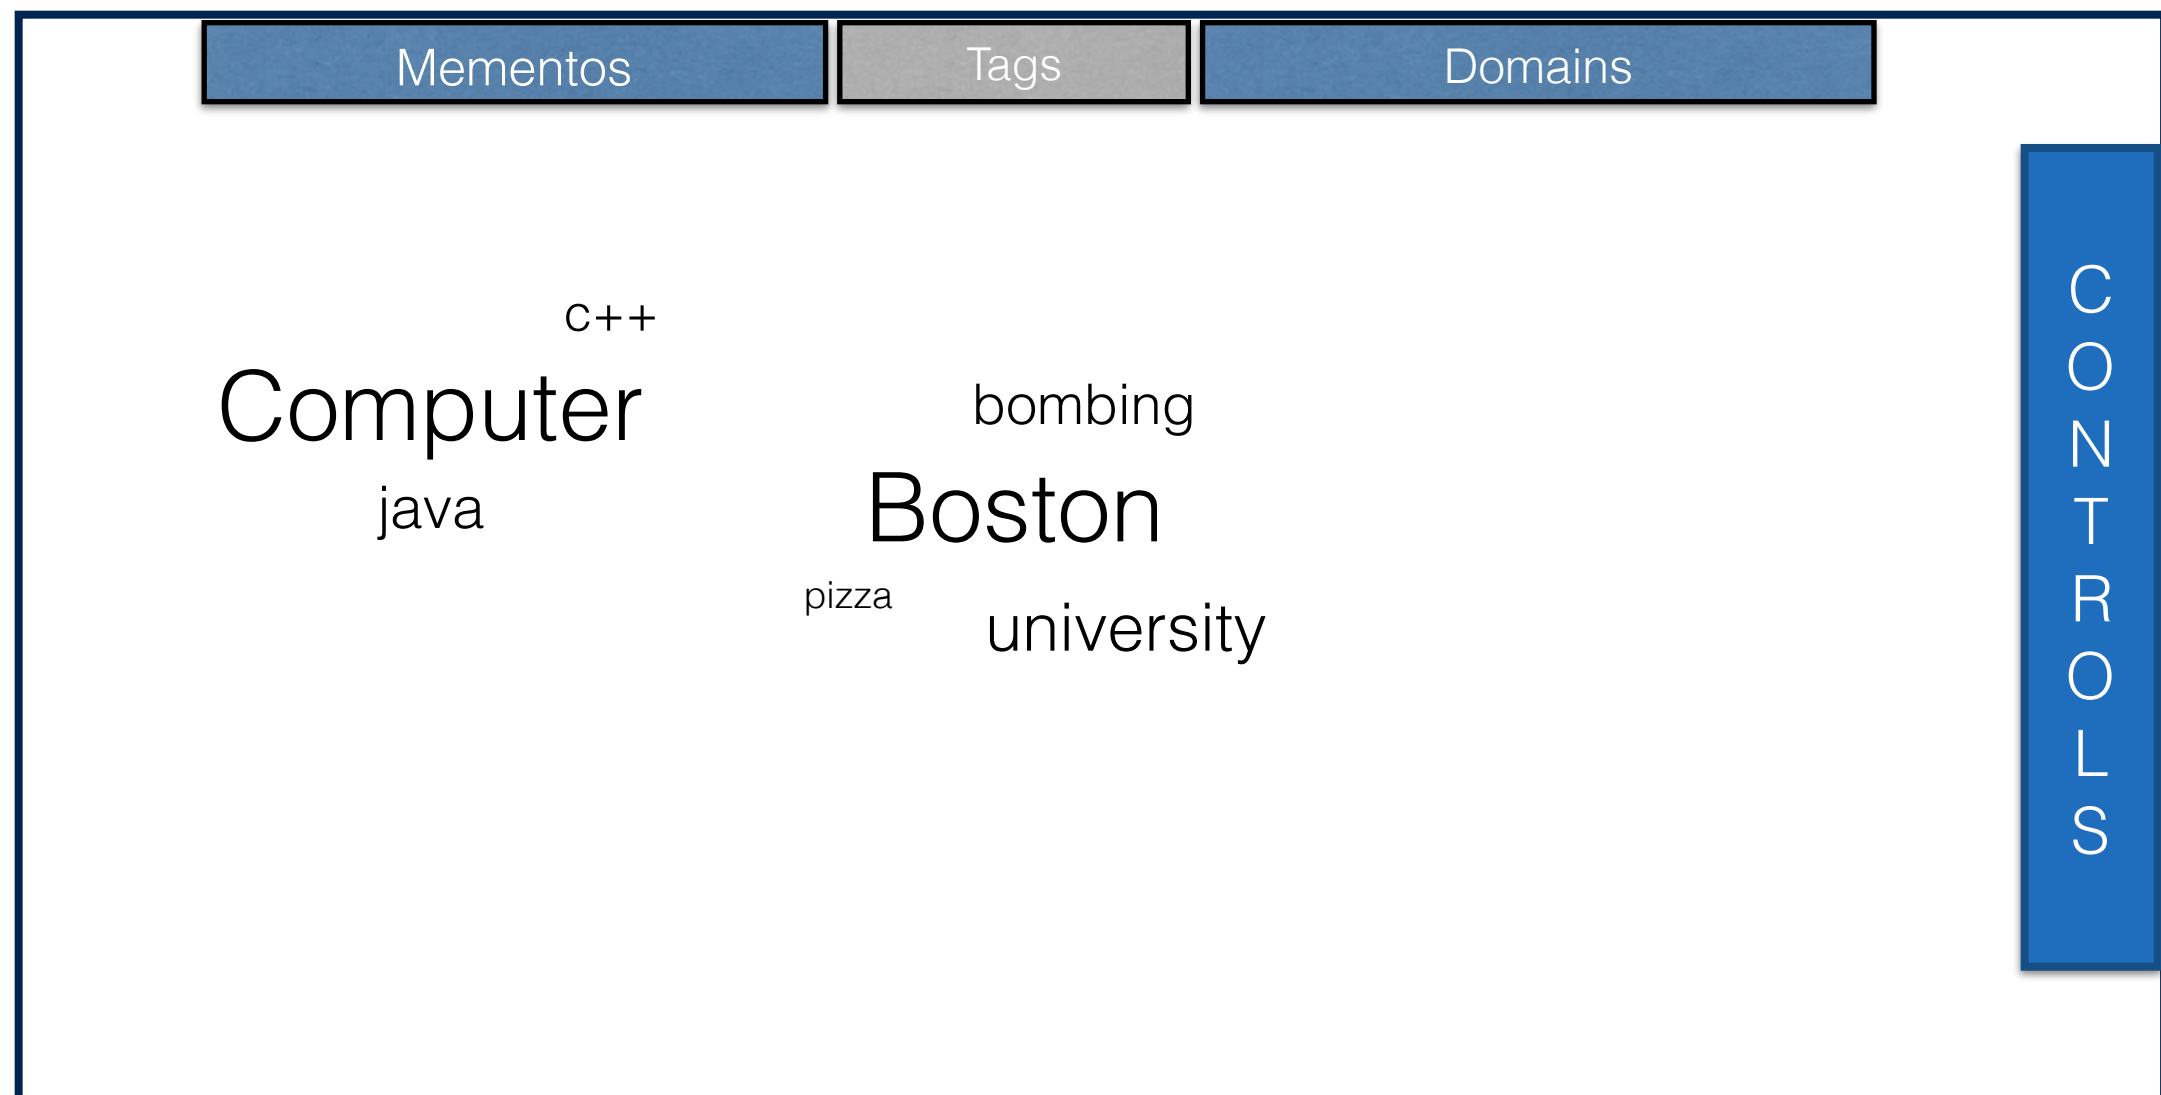 Mementos
Tags
Domains
c++
Computer
java
bombing
Boston
pizza
university
C
O
N
T
R
O
L
S